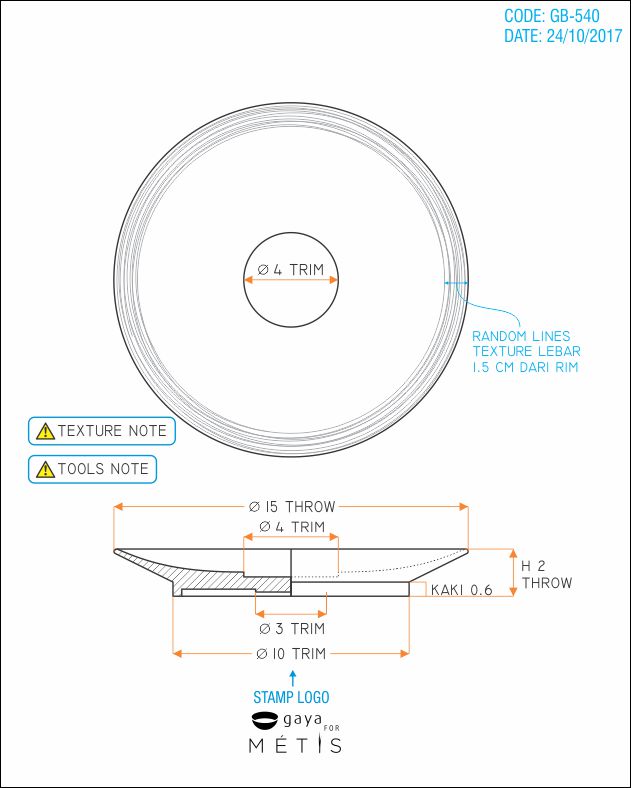 CODE: GB-540
DATE: 24/10/2017
Ø 4 TRIM
RANDOM LINES
TEXTURE LEBAR
1.5 CM DARI RIM
TEXTURE NOTE
TOOLS NOTE
Ø 15 THROW
Ø 4 TRIM
H 2
THROW
KAKI 0.6
Ø 3 TRIM
Ø 10 TRIM
STAMP LOGO
gaya
FOR
MÉTIS